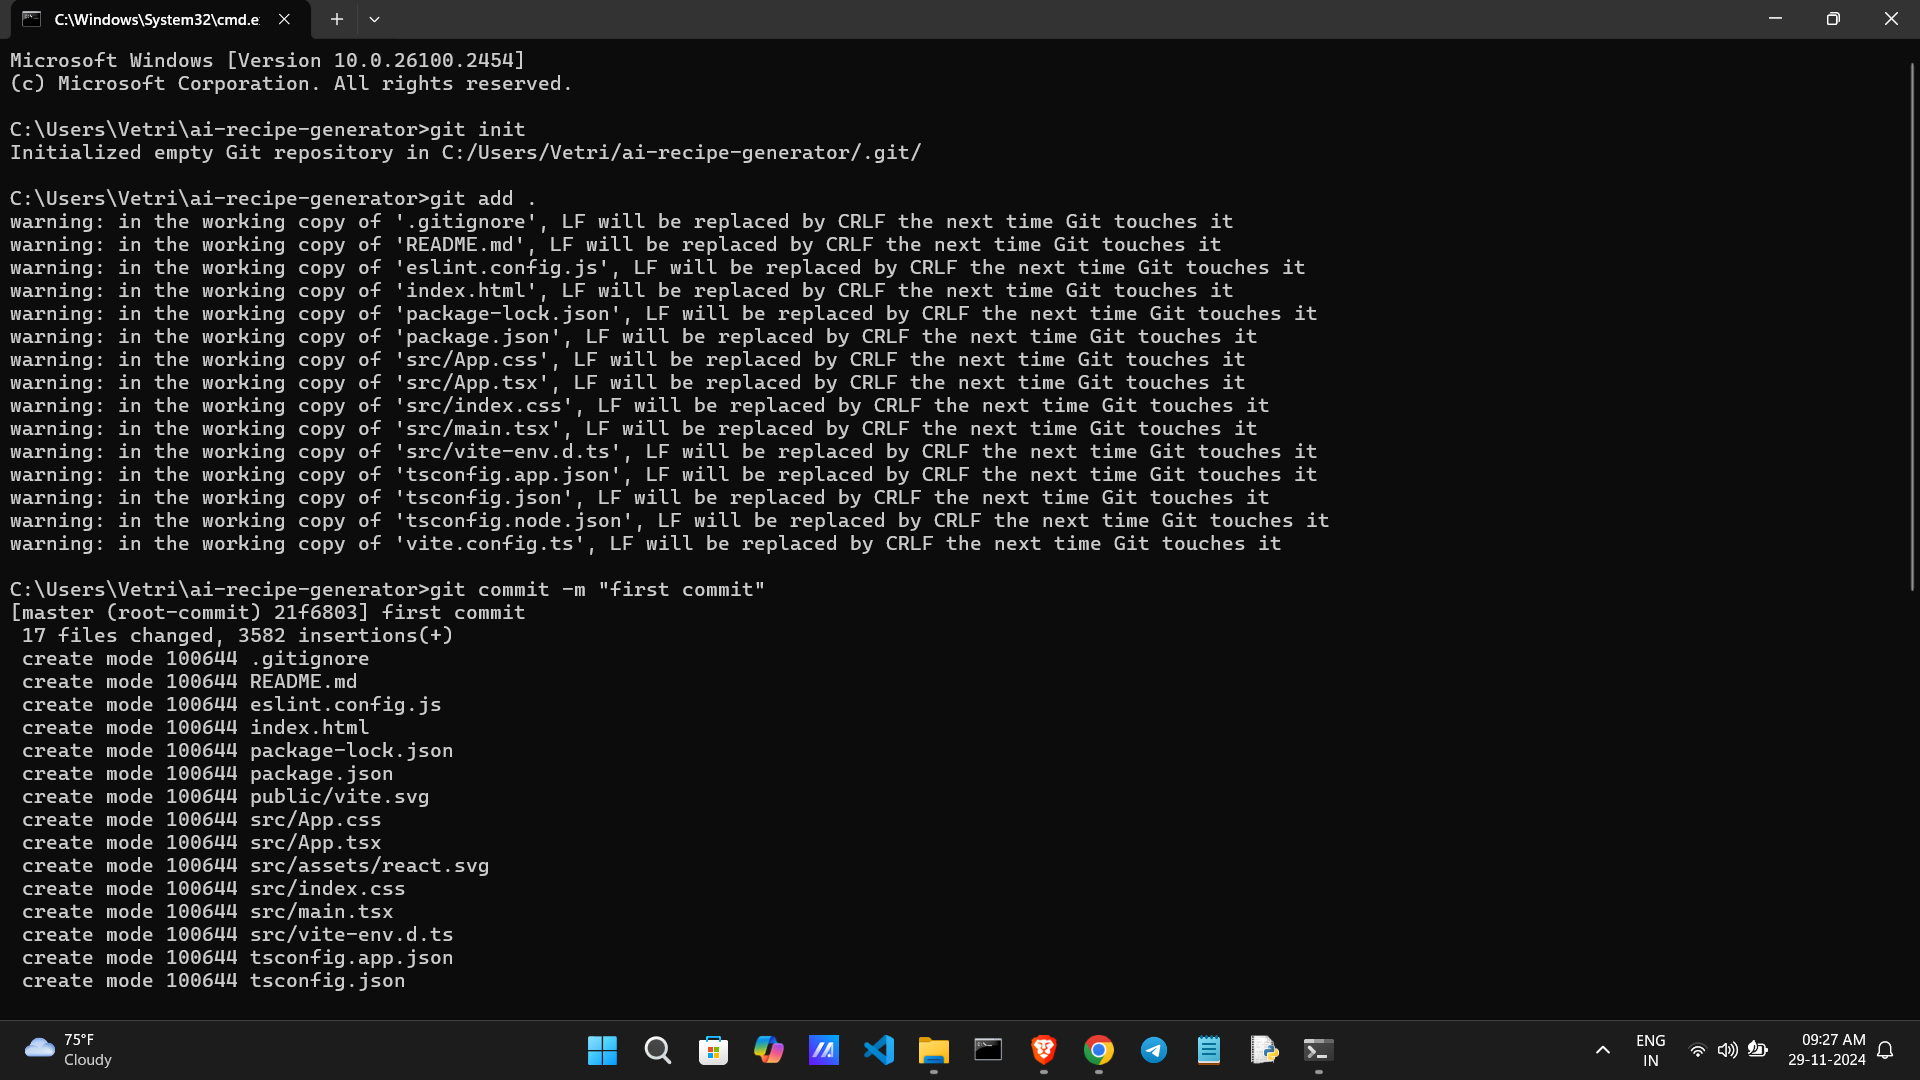 C:\Windows\System32\cmd.e
Microsoft Windows [Version 10.0.26100.2454]
(c) Microsoft Corporation. All rights reserved.
C:\Users\Vetri\ai-recipe-generator>git init
Initialized empty Git repository in C:/Users/Vetri/ai-recipe-generator/.git/
C:\Users\Vetri\ai-recipe-generator>git add .
warning: in the working copy of '.gitignore', LF will be replaced by CRLF the next time Git touches it
warning: in the working copy of 'README.md', LF will be replaced by CRLF the next time Git touches it
warning: in the working copy of 'eslint.config.js', LF will be replaced by CRLF the next time Git touches it
warning: in the working copy of 'index.html', LF will be replaced by CRLF the next time Git touches it
warning: in the working copy of 'package-lock.json', LF will be replaced by CRLF the next time Git touches it
warning: in the working copy of 'package.json', LF will be replaced by CRLF the next time Git touches it
warning: in the working copy of 'src/App.css', LF will be replaced by CRLF the next time Git touches it
warning: in the working copy of 'src/App.tsx', LF will be replaced by CRLF the next time Git touches it
warning: in the working copy of 'src/index.css', LF will be replaced by CRLF the next time Git touches it
warning: in the working copy of 'src/main.tsx', LF will be replaced by CRLF the next time Git touches it
warning: in the working copy of 'src/vite-env.d.ts', LF will be replaced by CRLF the next time Git touches it
warning: in the working copy of 'tsconfig.app.json', LF will be replaced by CRLF the next time Git touches it
warning: in the working copy of 'tsconfig.json', LF will be replaced by CRLF the next time Git touches it
warning: in the working copy of 'tsconfig.node.json', LF will be replaced by CRLF the next time Git touches it
warning: in the working copy of 'vite.config.ts', LF will be replaced by CRLF the next time Git touches it
C:\Users\Vetri\ai-recipe-generator>git commit -m "first commit"
[master (root-commit) 21f6803] first commit
17 files changed, 3582 insertions(+)
create mode 100644 .gitignore
create mode 100644 README.md
create mode 100644 eslint.config.js
create mode 100644 index.html
create mode 100644 package-lock.json
create mode 100644 package.json
create mode 100644 public/vite.svg
create mode 100644 src/App.css
create mode 100644 src/App.tsx
create mode 100644 src/assets/react.svg
create mode 100644 src/index.css
create mode 100644 src/main.tsx
create mode 100644 src/vite-env.d.ts
create mode 100644 tsconfig.app.json
create mode 100644 tsconfig.json
75°F
Cloudy
ENG
IN
09:27 AM
29-11-2024